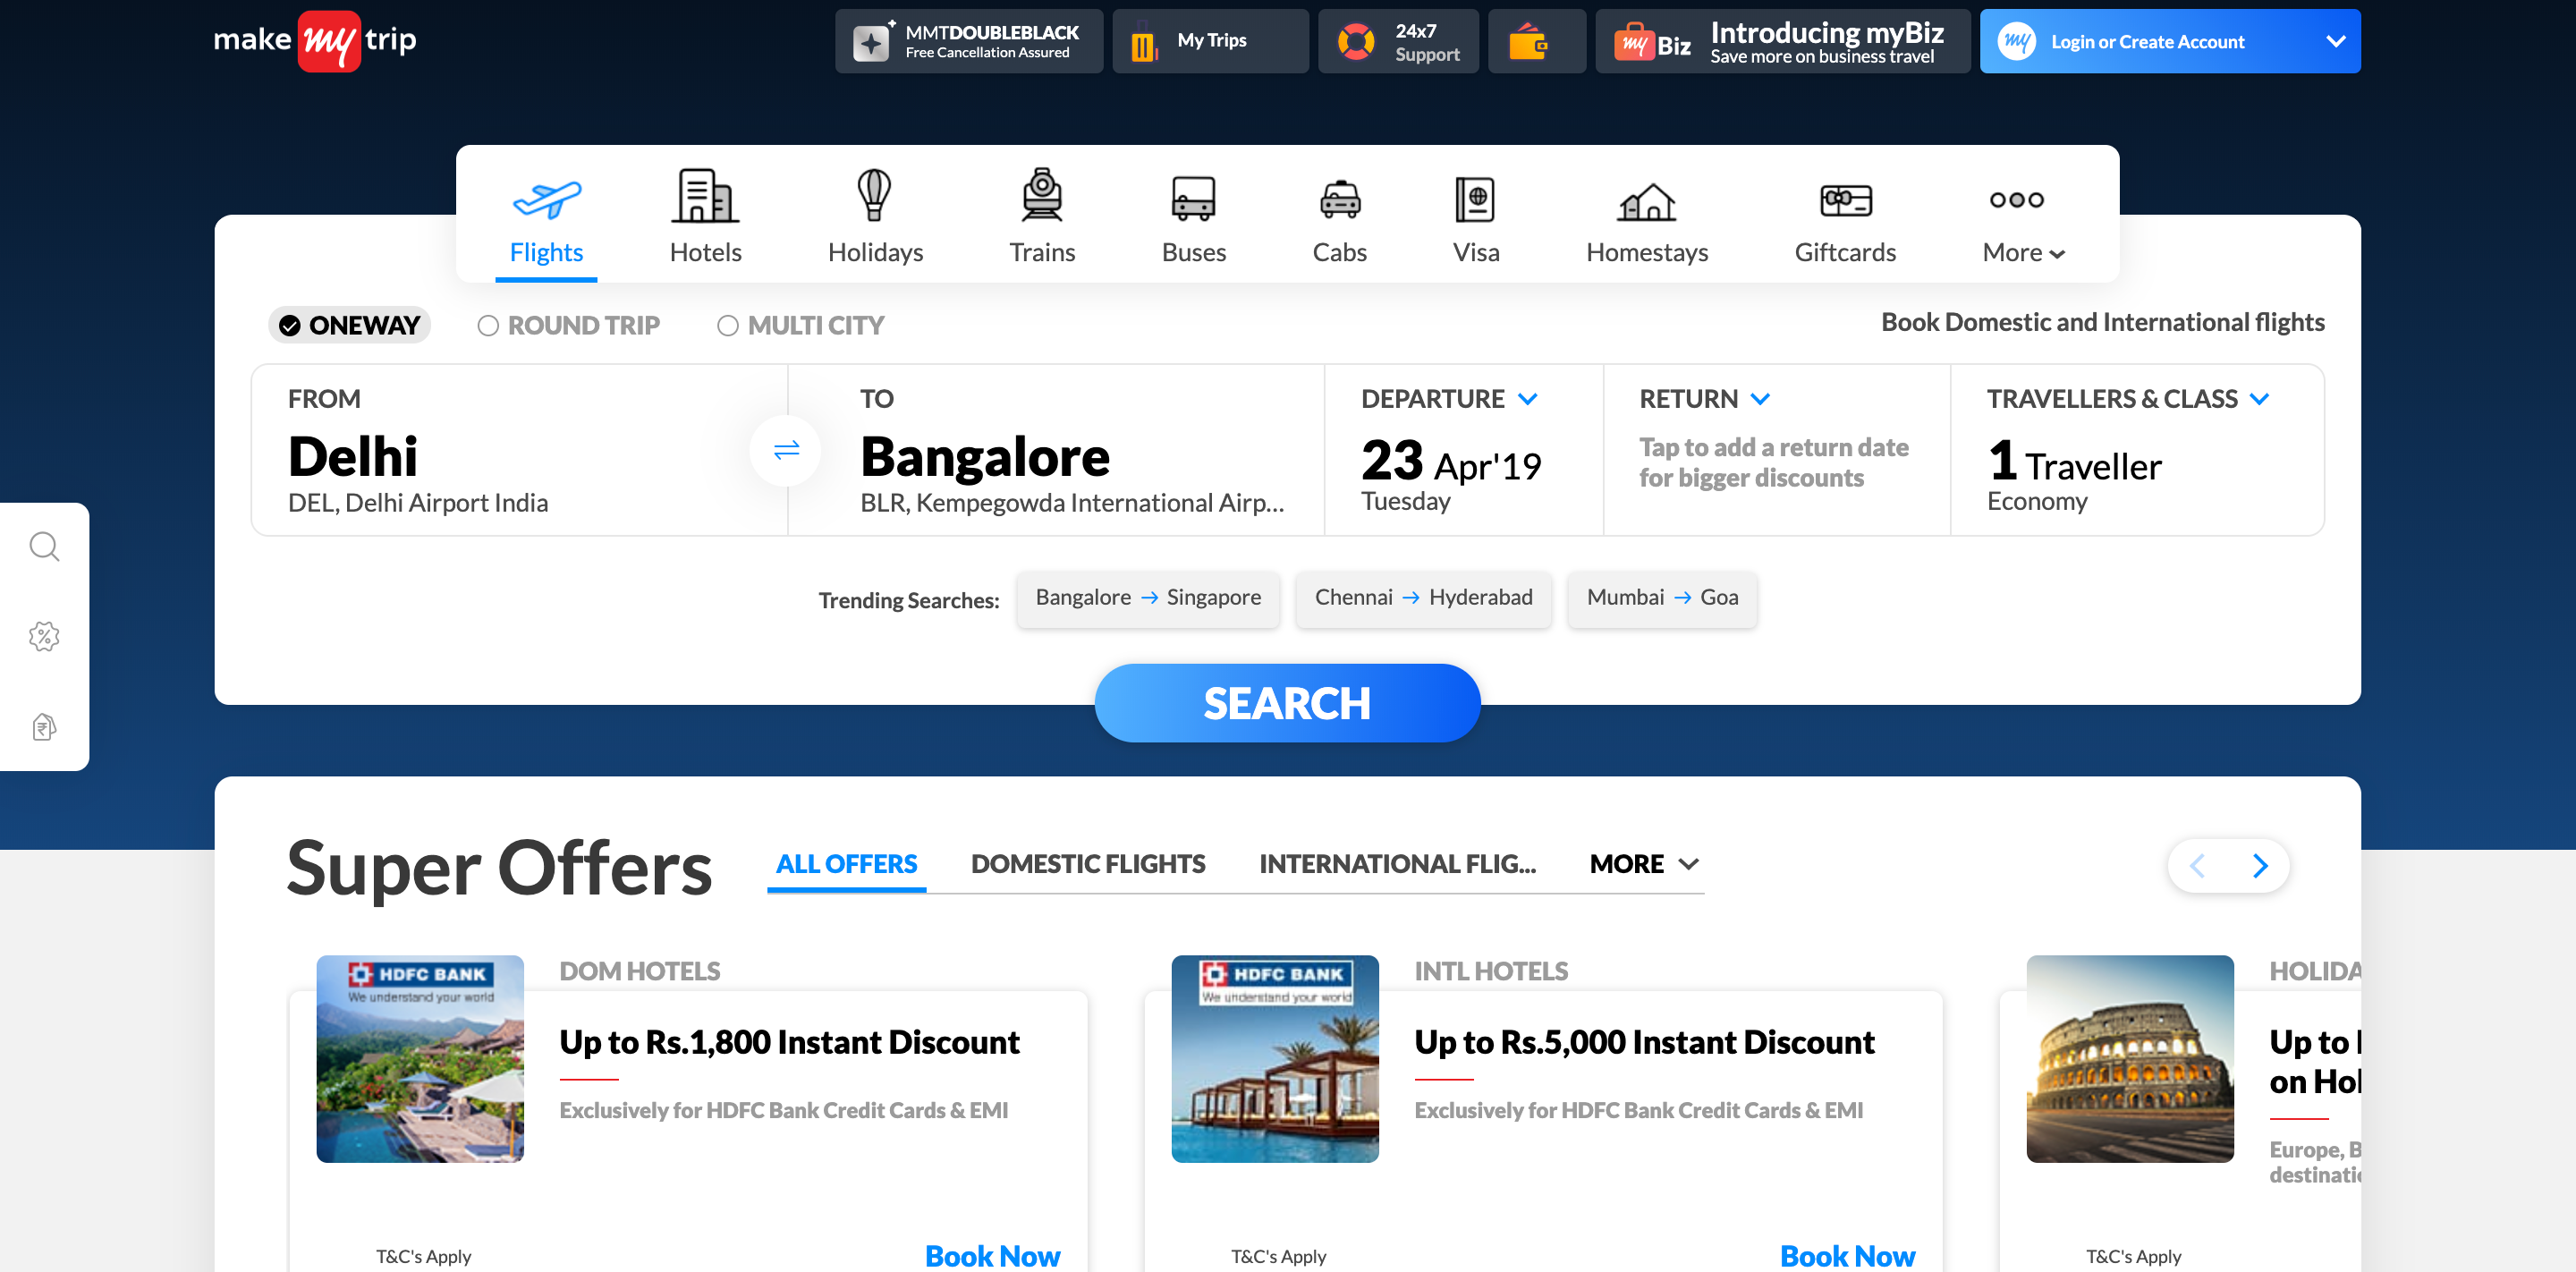 make my trip
MMTDOUBLEBLACK
Free Cancellation Assured
My Trips
24x7
Support
my Biz
Introducing myBiz
Save more on business travel
my
Login or Create Account
Flights
Hotels
Holidays
Trains
Buses
Cabs
Visa
Homestays
Giftcards
More
ONEWAY
ROUND TRIP
MULTI CITY
Book Domestic and International flights
FROM
Delhi
DEL, Delhi Airport India
TO
Bangalore
BLR, Kempegowda International Airp...
DEPARTURE
23 Apr'19
Tuesday
RETURN
Tap to add a return date
for bigger discounts
TRAVELLERS & CLASS
1 Traveller
Economy
Trending Searches:
Bangalore → Singapore
Chennai → Hyderabad
Mumbai → Goa
SEARCH
Super Offers
ALL OFFERS
DOMESTIC FLIGHTS
INTERNATIONAL FLIG...
MORE
HDFC BANK
We understand your world
DOM HOTELS
Up to Rs.1,800 Instant Discount
Exclusively for HDFC Bank Credit Cards & EMI
T&C's Apply
Book Now
HDFC BANK
We understand your world
INTL HOTELS
Up to Rs.5,000 Instant Discount
Exclusively for HDFC Bank Credit Cards & EMI
T&C's Apply
Book Now
HOLIDA
Up to
on Hol
Europe, B
destinati
T&C's Apply